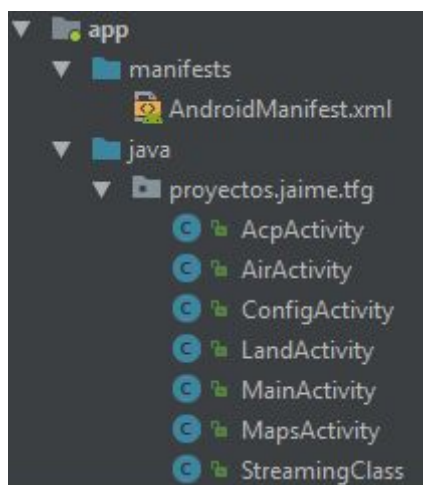 app
manifests
AndroidManifest.xml
java
proyectos.jaime.tfg
C AcpActivity
C AirActivity
C ConfigActivity
C LandActivity
C MainActivity
C MapsActivity
C StreamingClass